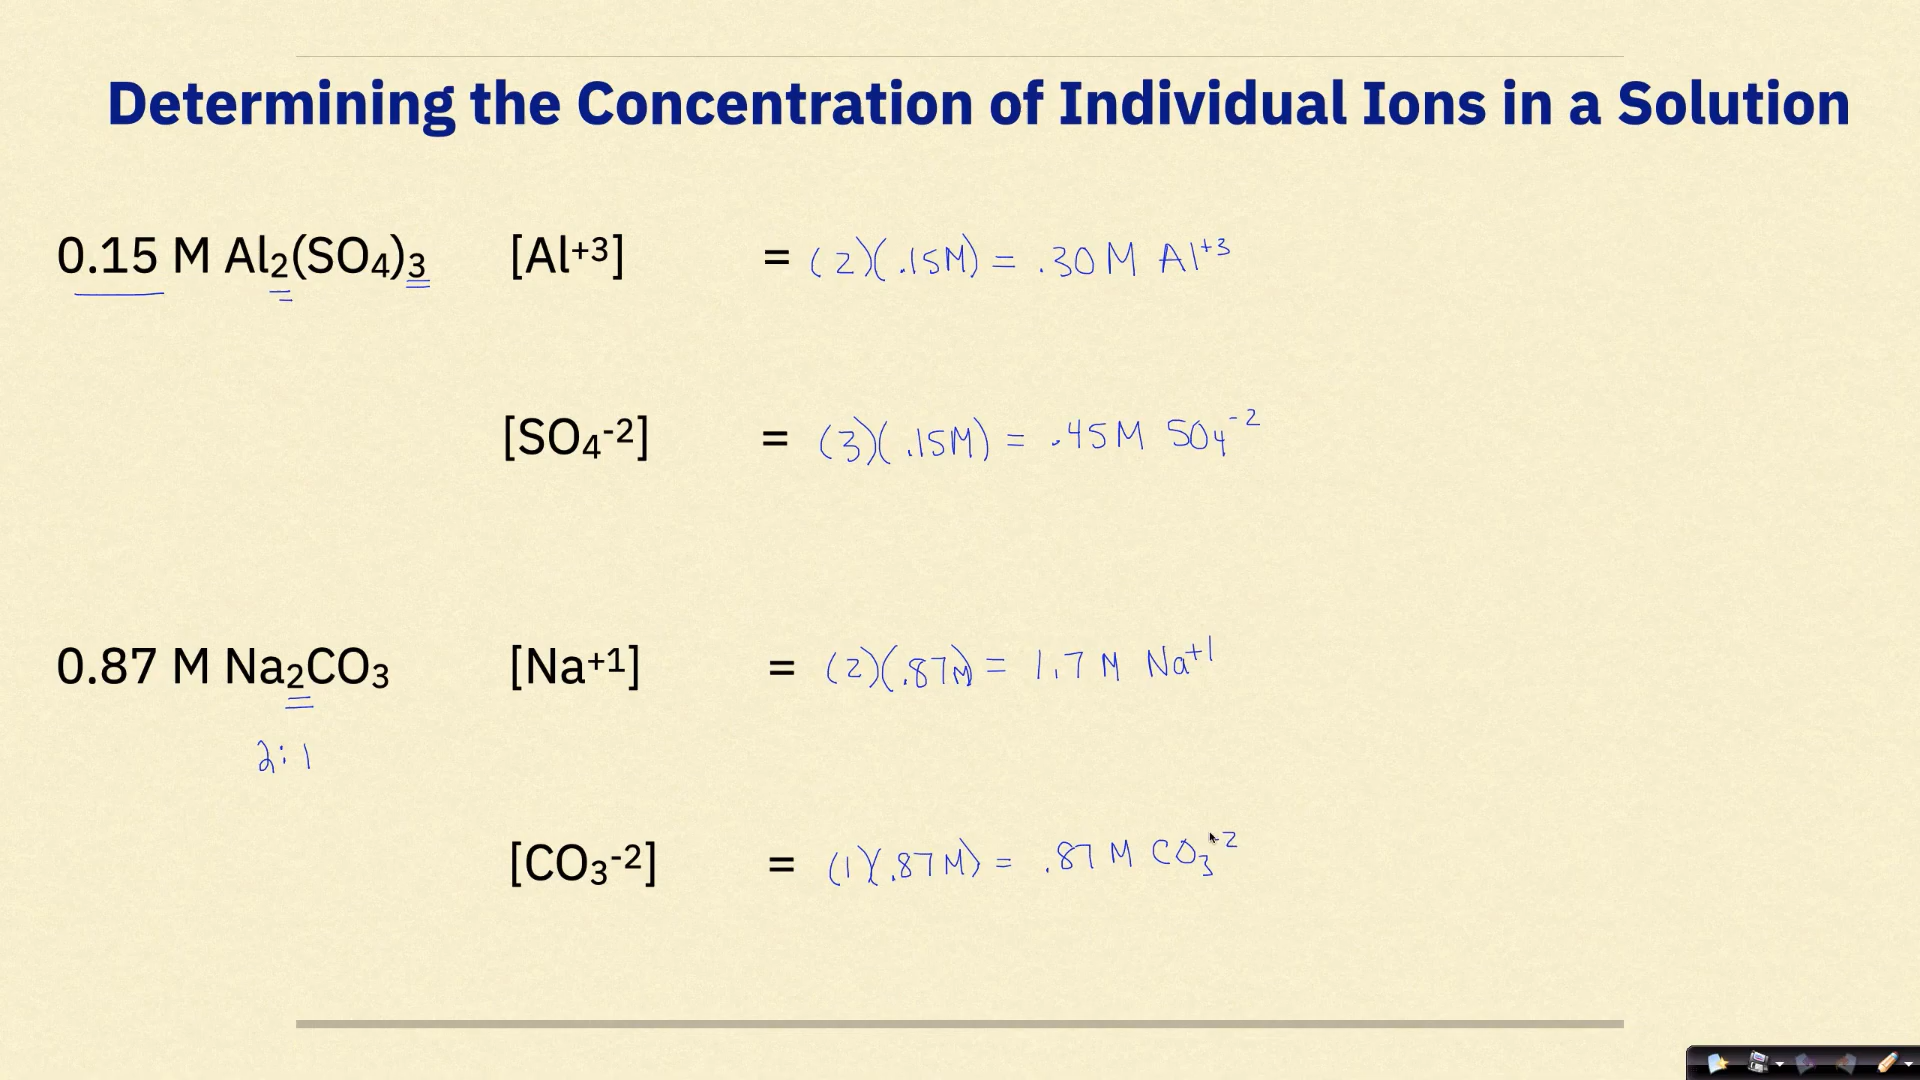 Determining the Concentration of Individual Ions in a Solution
0.15 M Al₂(SO₄)₃ [Al⁺³] = (2)(.15M) = .30 M Al⁺³
[SO₄⁻²] = (3)(.15M) = .45 M SO₄⁻²
0.87 M Na₂CO₃ [Na⁺¹] = (2)(.87M) = 1.7 M Na⁺¹
2:1
[CO₃⁻²] = (1)(.87M) = .87 M CO₃⁻²